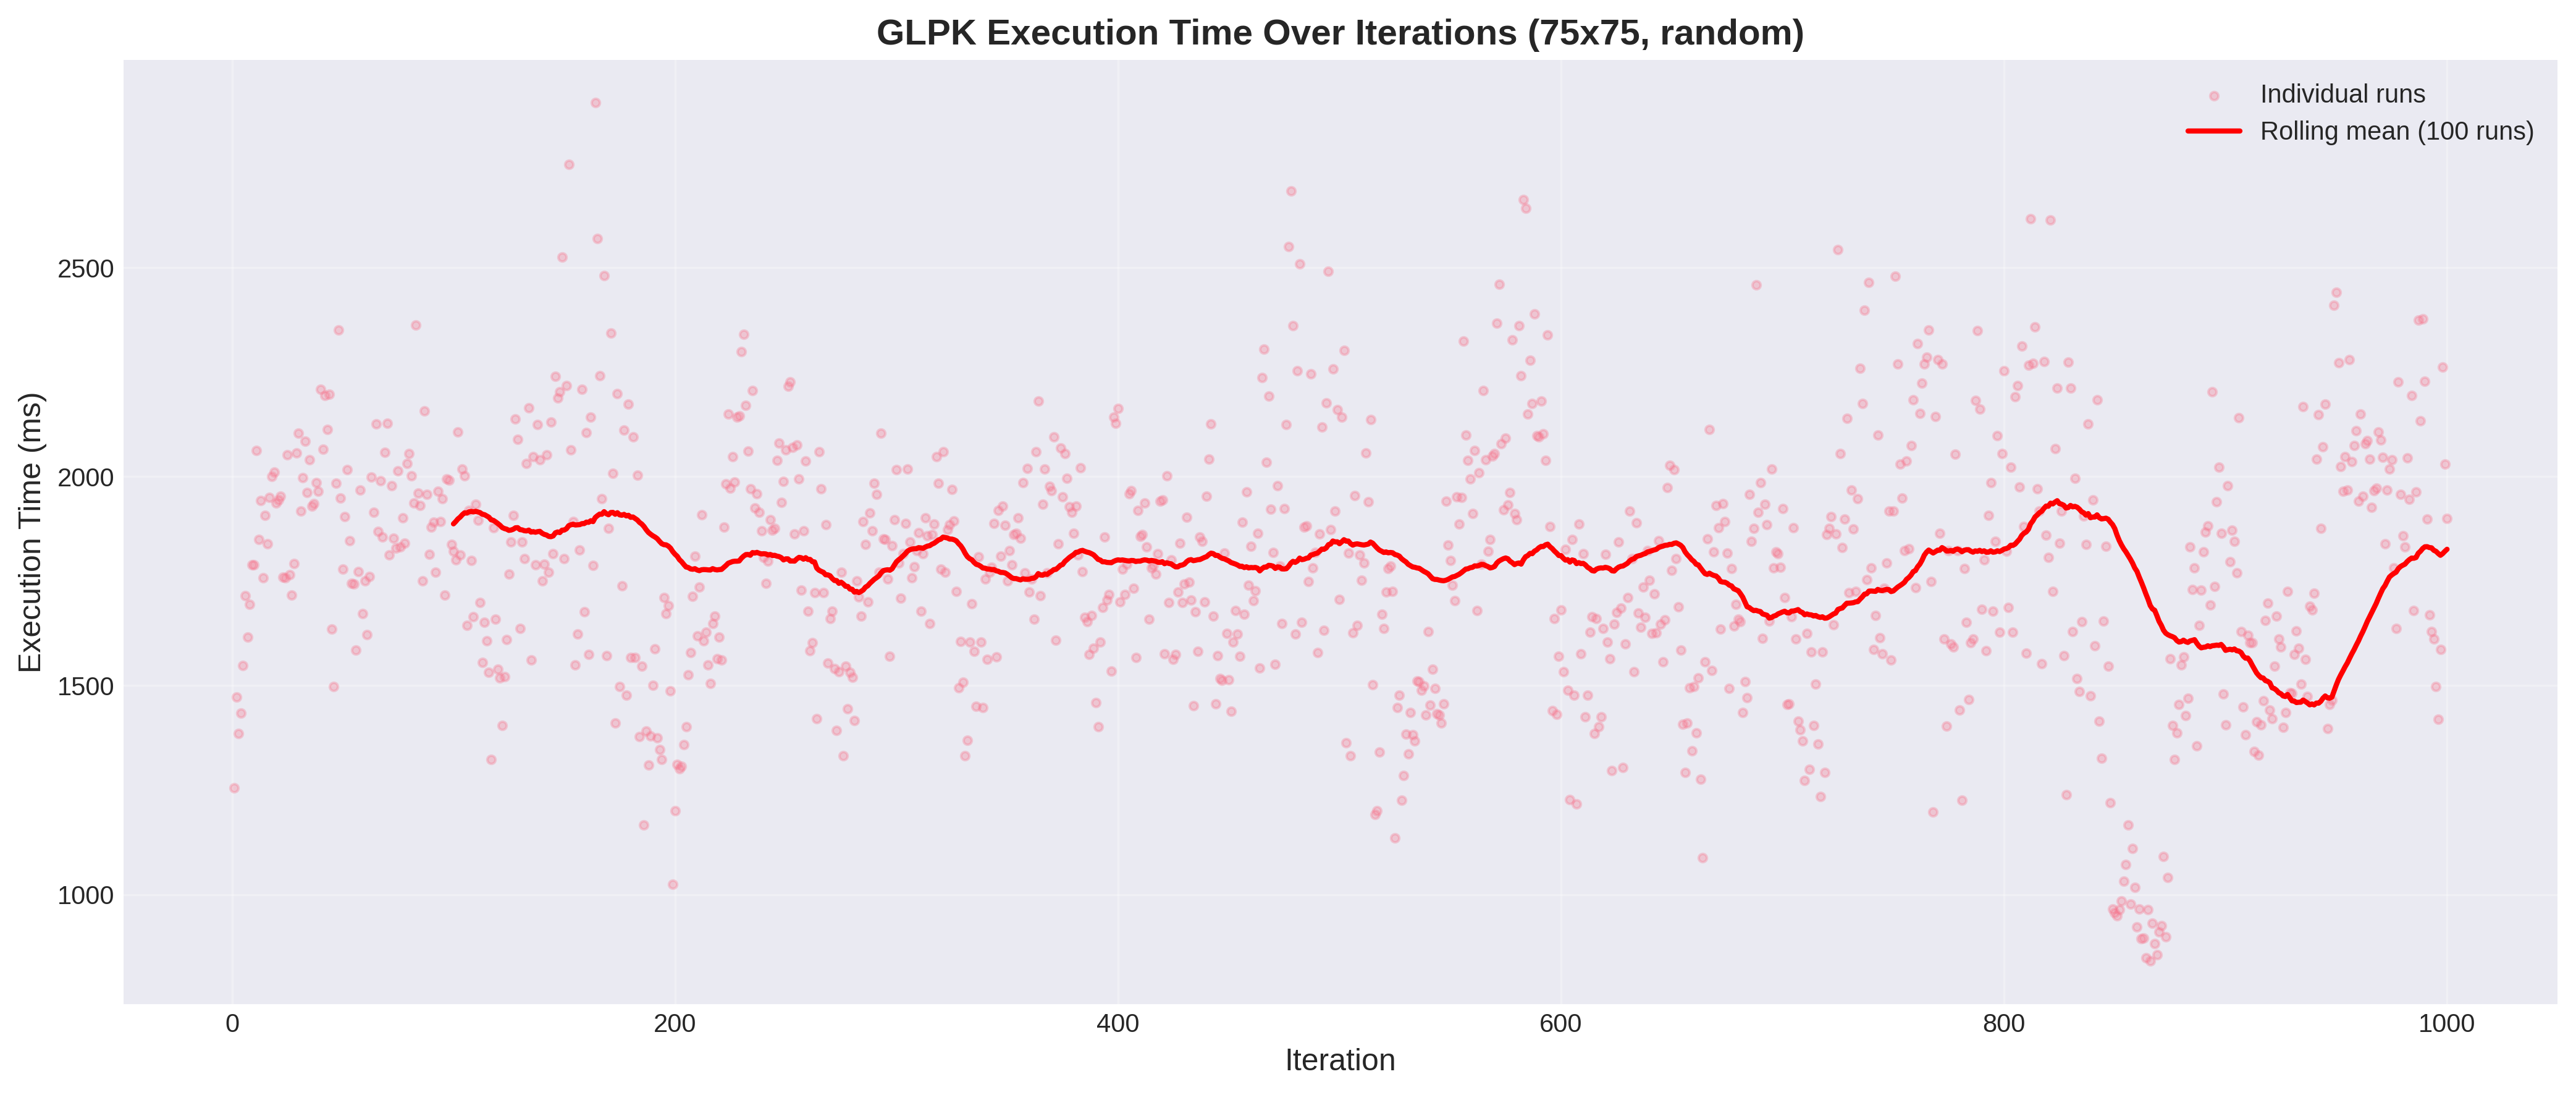 GLPK Execution Time Over Iterations (75x75, random)
Individual runs
Rolling mean (100 runs)
Execution Time (ms)
2500
2000
1500
1000
0
200
400
600
800
1000
Iteration